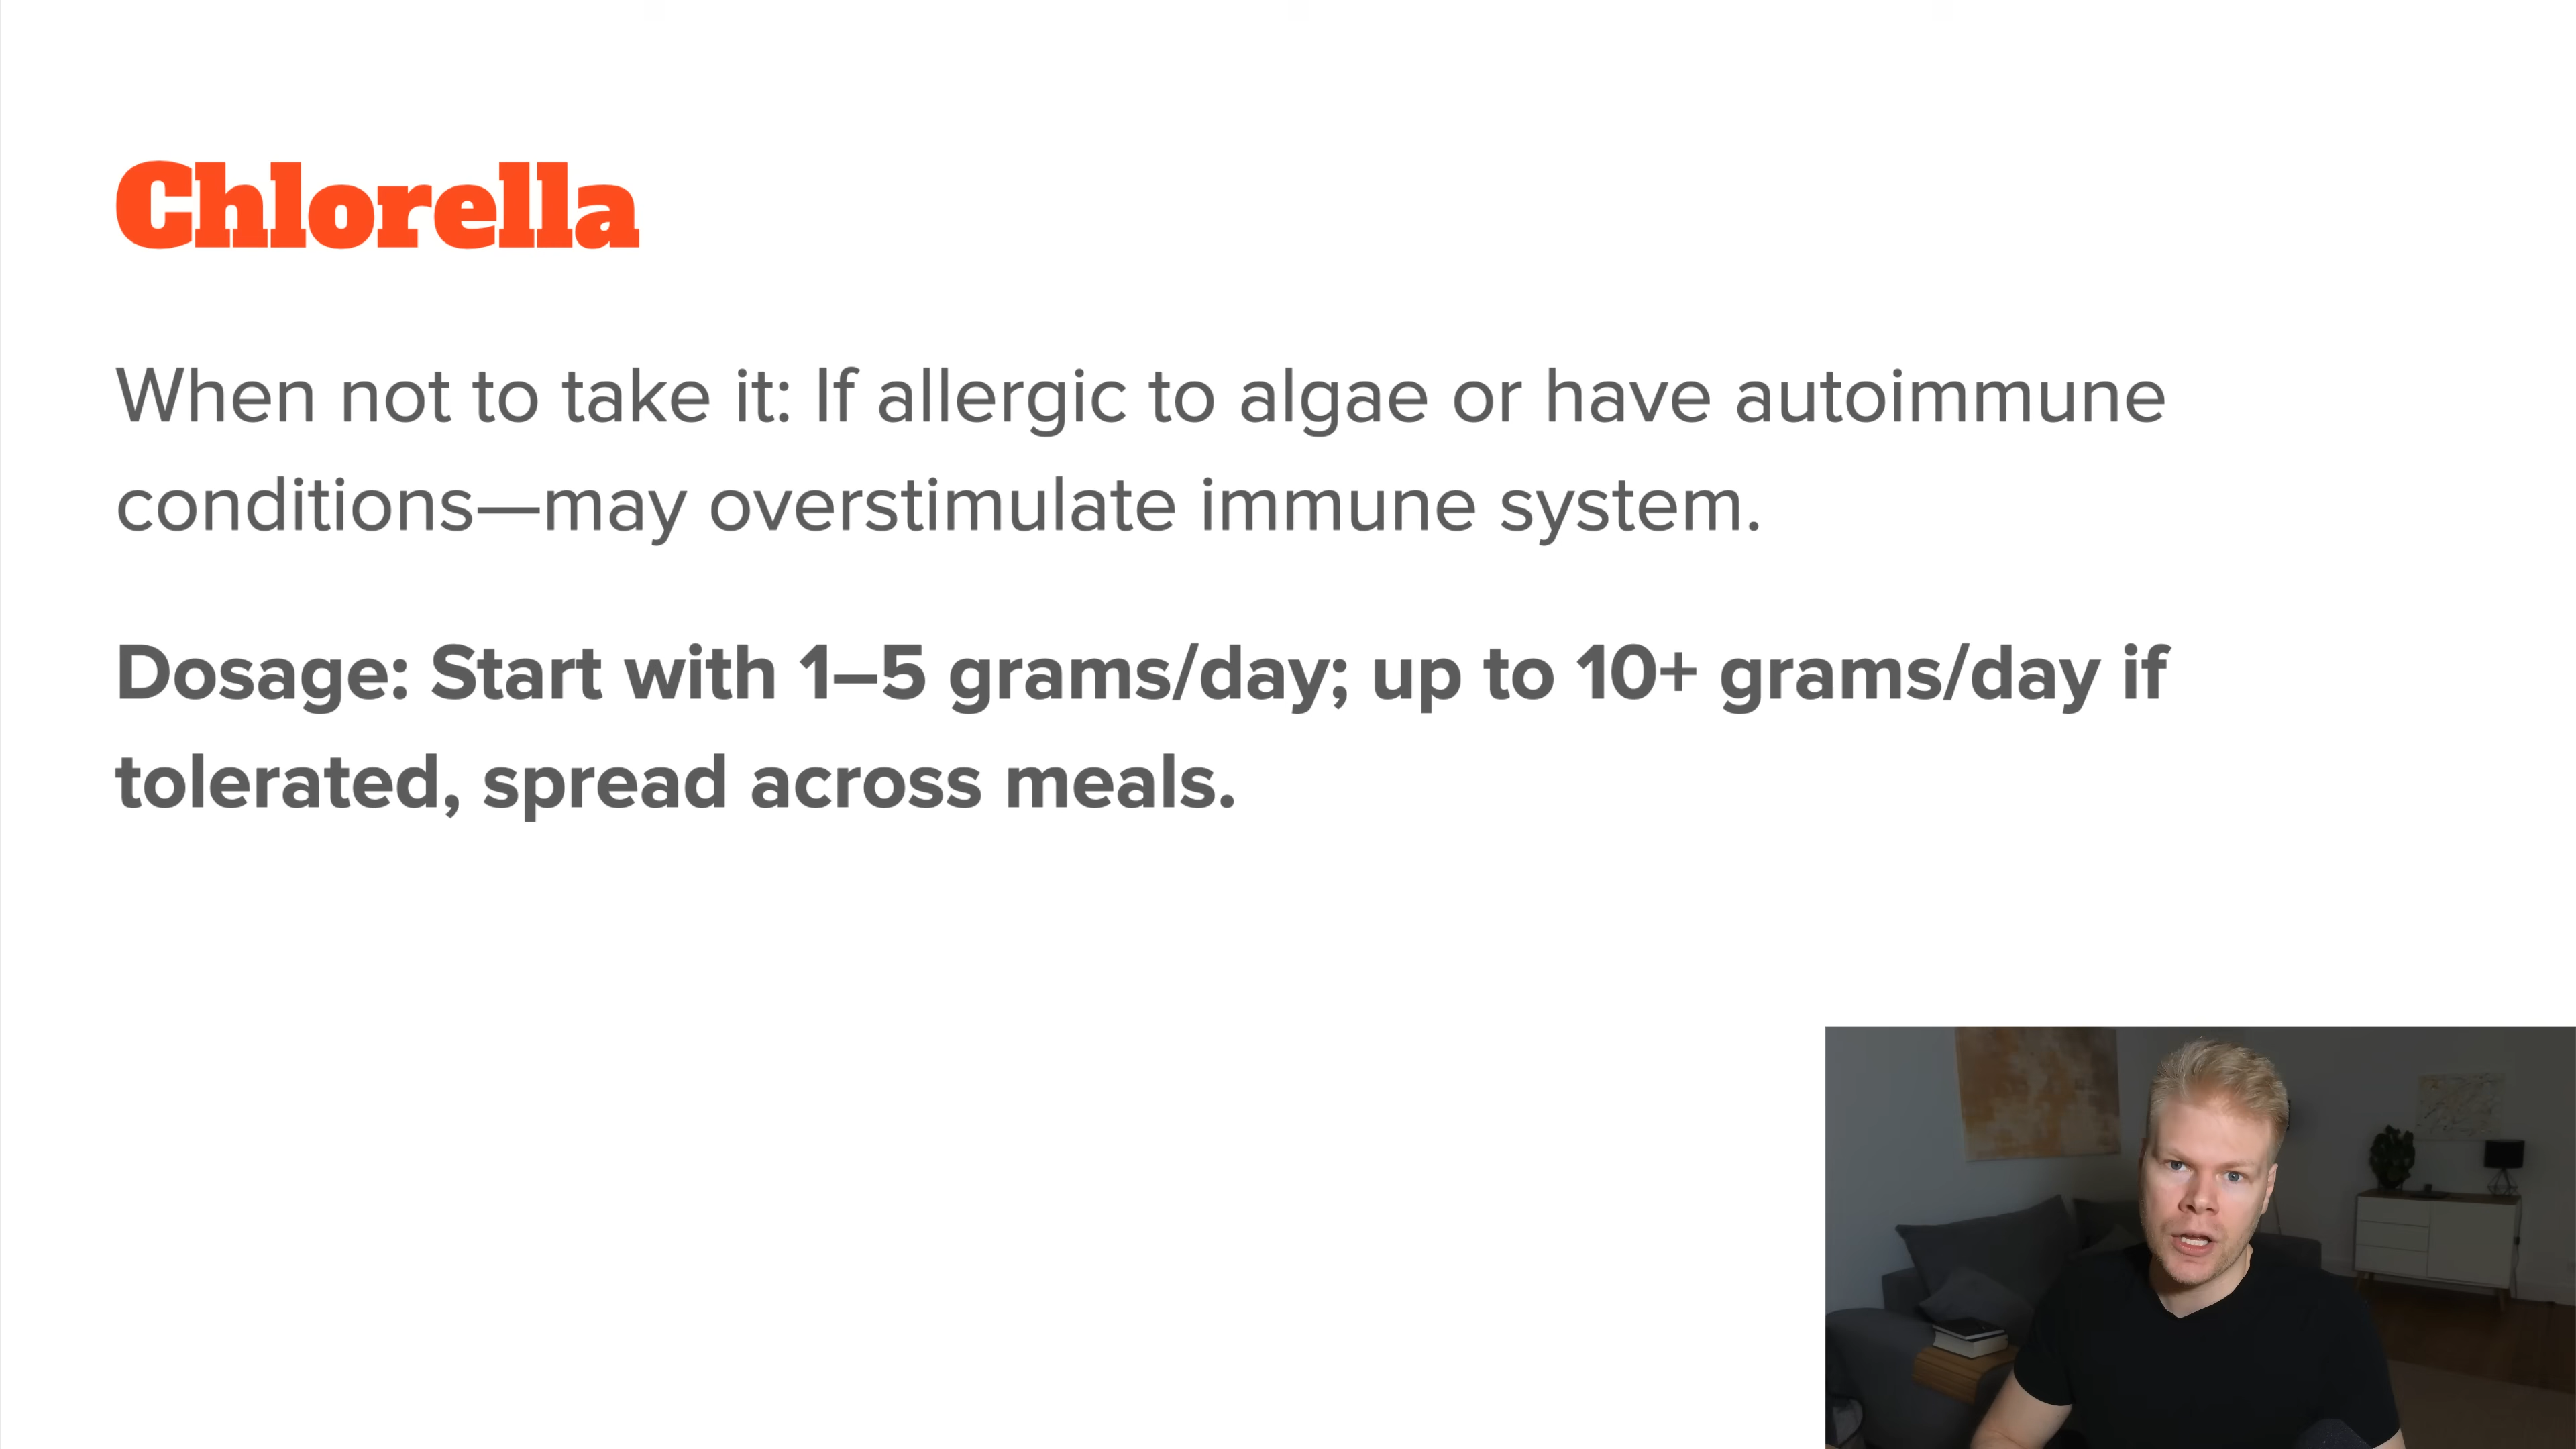 Chlorella
When not to take it: If allergic to algae or have autoimmune
conditions—may overstimulate immune system.
Dosage: Start with 1–5 grams/day; up to 10+ grams/day if
tolerated, spread across meals.